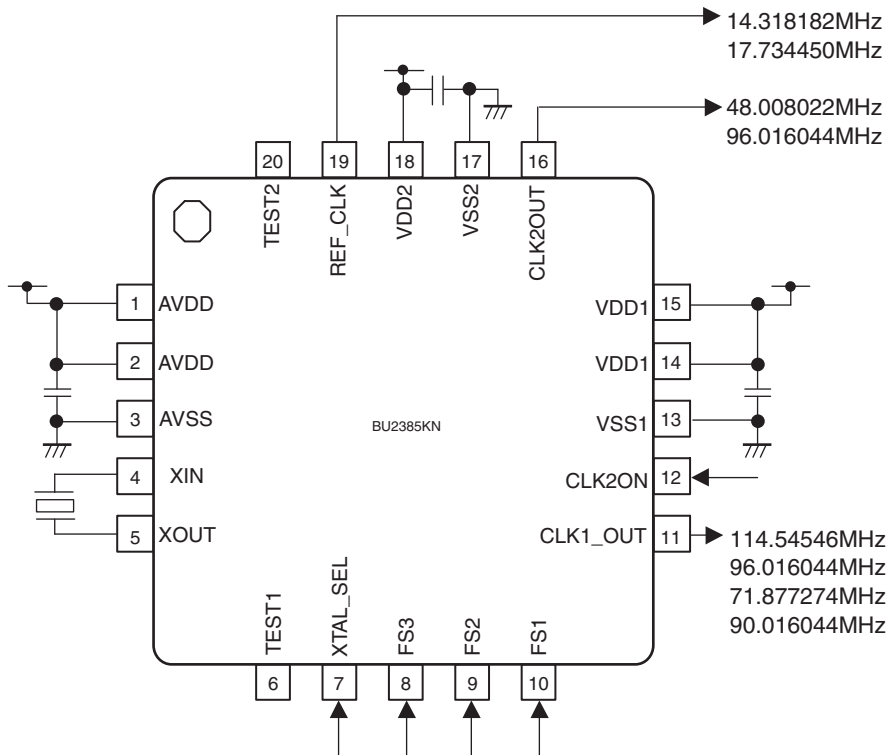 14.318182MHz
17.734450MHz
48.008022MHz
96.016044MHz
20
19
18
17
16
TEST2
REF_CLK
VDD2
VSS2
CLK2OUT
1
AVDD
VDD1
15
2
AVDD
VDD1
14
3
AVSS
BU2385KN
VSS1
13
4
XIN
CLK2ON
12
5
XOUT
CLK1_OUT
11
114.54546MHz
96.016044MHz
71.877274MHz
90.016044MHz
TEST1
XTAL_SEL
FS3
FS2
FS1
6
7
8
9
10